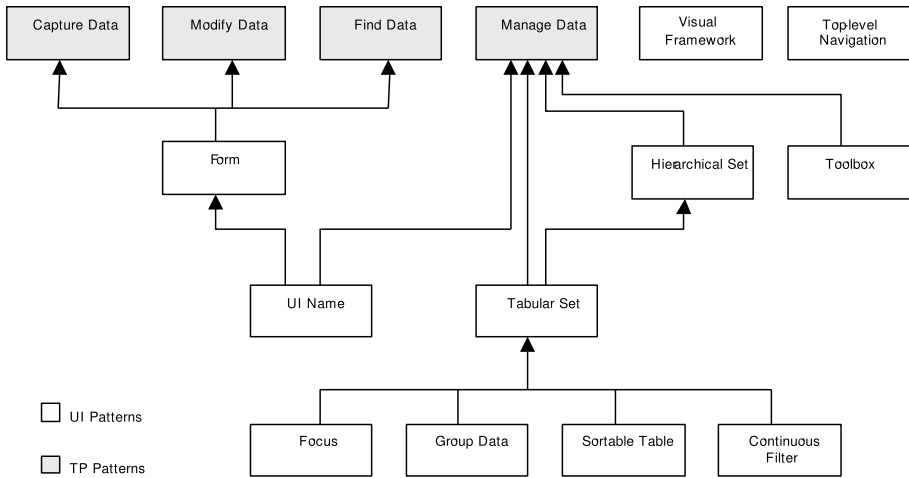 Capture Data
Modify Data
Find Data
Manage Data
Visual
Framework
Top-level
Navigation
Form
Hierarchical Set
Toolbox
UI Name
Tabular Set
UI Patterns
TP Patterns
Focus
Group Data
Sortable Table
Continuous
Filter